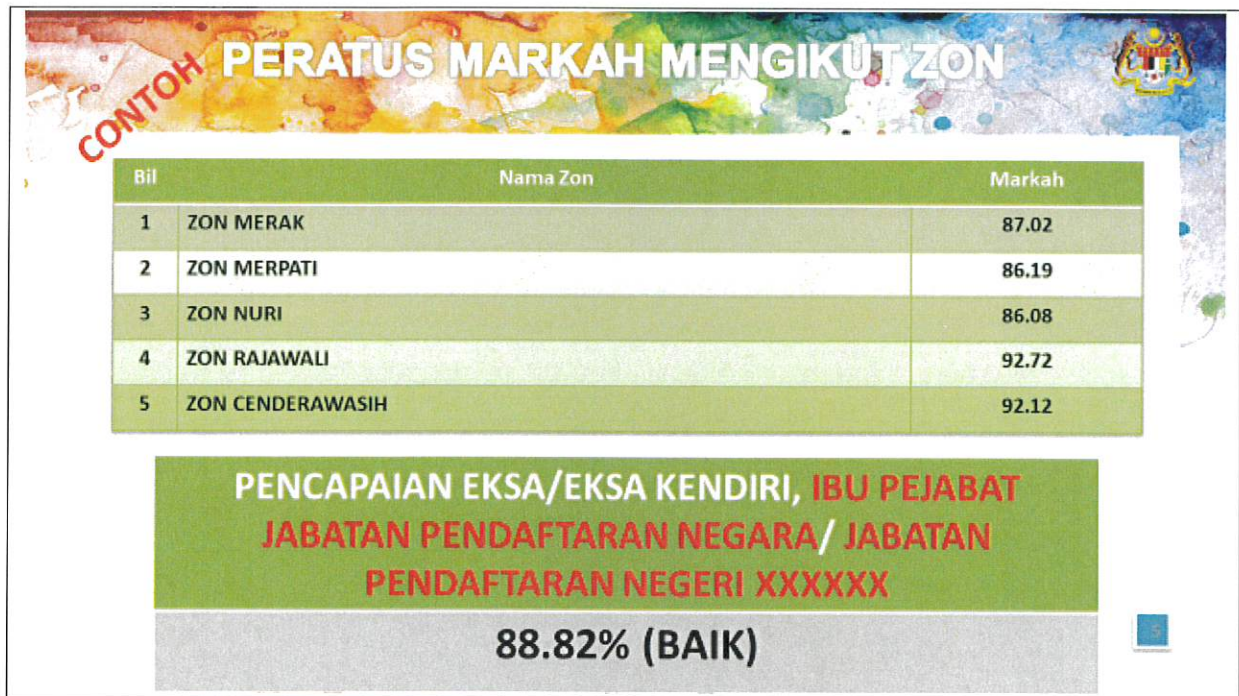 PERATUS MARKAH MENGIKUT ZON
CONTOH
Bil Nama Zon Markah
1 ZON MERAK 87.02
2 ZON MERPATI 86.19
3 ZON NURI 86.08
4 ZON RAJAWALI 92.72
5 ZON CENDERAWASIH 92.12
PENCAPAIAN EKSA/EKSA KENDIRI, IBU PEJABAT
JABATAN PENDAFTARAN NEGARA/ JABATAN
PENDAFTARAN NEGERI XXXXXX
88.82% (BAIK)